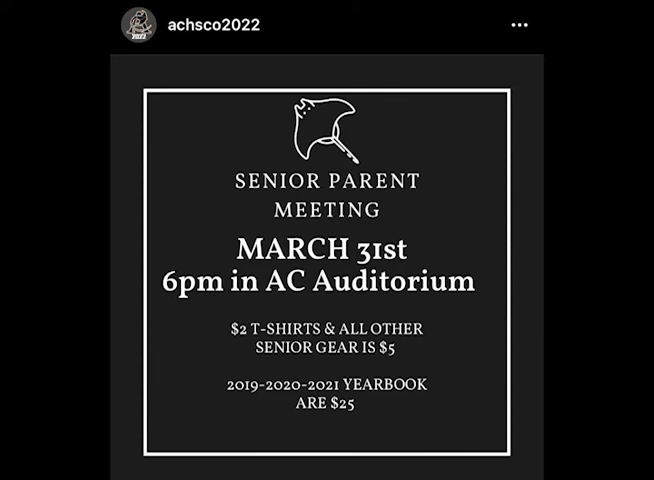 achsco2022
2022
SENIOR PARENT
MEETING
MARCH 31st
6pm in AC Auditorium
$2 T-SHIRTS & ALL OTHER
SENIOR GEAR IS $5
2019-2020-2021 YEARBOOK
ARE $25